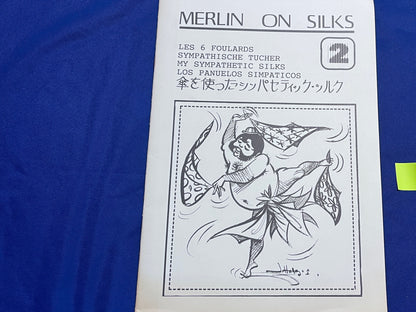 MERLIN ON SILKS
LES 6 FOULARDS
SYMPATHISCHE TUCHER
MY SYMPATHETIC SILKS
LOS PANUELOS SIMPATICOS
傘を使ったシンパセティック・シルク
2